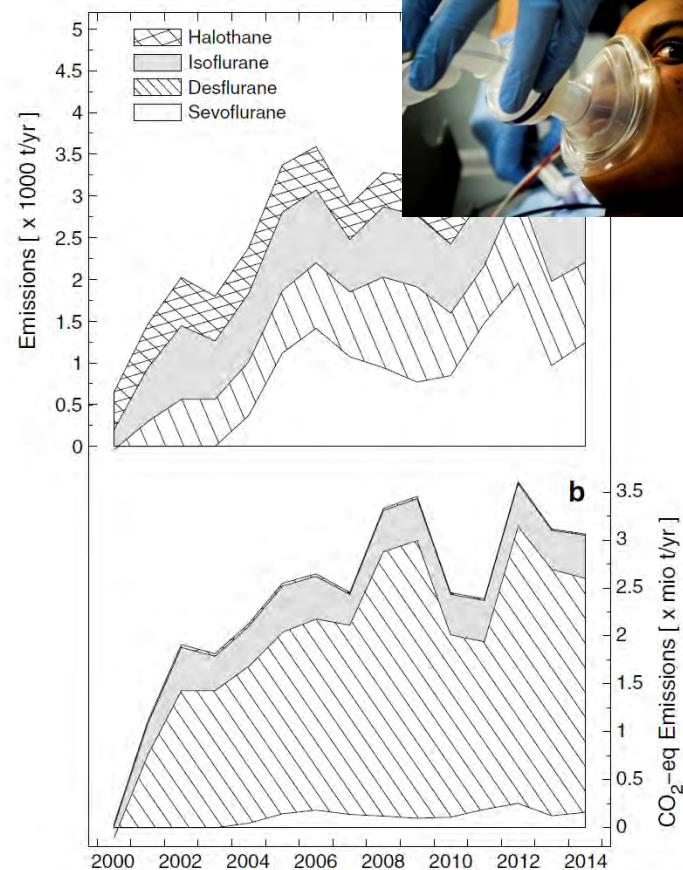 5
4.5
4
3.5
3
2.5
2
1.5
1
0.5
0
Emissions [ x 1000 t/yr ]
Halothane
Isoflurane
Desflurane
Sevoflurane
b
3.5
3
2.5
2
1.5
1
0.5
0
CO₂-eq Emissions [ x mio t/yr ]
2000 2002 2004 2006 2008 2010 2012 2014